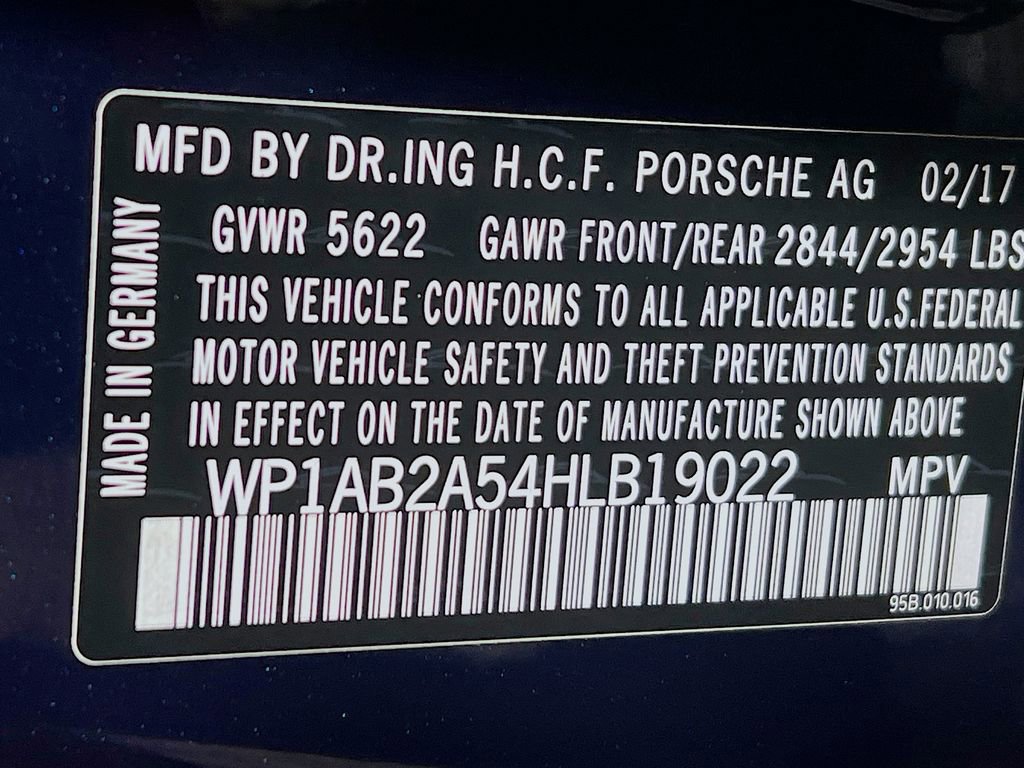 MFD BY DR.ING H.C.F. PORSCHE AG 02/17
GVWR 5622 GAWR FRONT/REAR 2844/2954 LBS
THIS VEHICLE CONFORMS TO ALL APPLICABLE U.S.FEDERAL
MOTOR VEHICLE SAFETY AND THEFT PREVENTION STANDARDS
IN EFFECT ON THE DATE OF MANUFACTURE SHOWN ABOVE
WP1AB2A54HLB19022 MPV
95B.010.016
MADE IN GERMANY